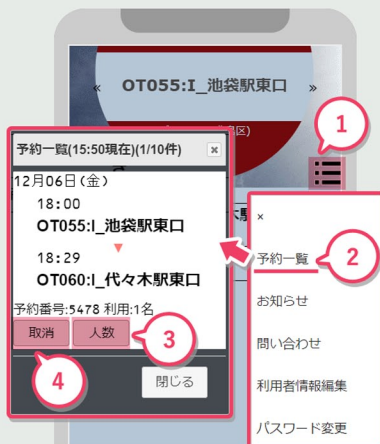 « OT055:I_池袋駅東口 »
区)
1
予約一覧(15:50現在)(1/10件) ×
12月06日(金)
18:00
OT055:I_池袋駅東口
▼
18:29
OT060:I_代々木駅東口
予約番号:5478 利用:1名
取消 人数
3
4
閉じる
×
予約一覧
2
お知らせ
問い合わせ
利用者情報編集
パスワード変更